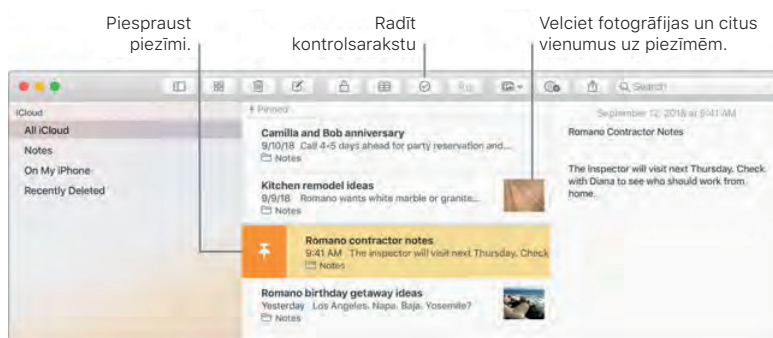 Piespraust
piezīmi.
Radīt
kontrolsarakstu
Velciet fotogrāfijas un citus
vienumus uz piezīmēm.
Search
iCloud
All iCloud
Notes
On My iPhone
Recently Deleted
Pinned
Camilla and Bob anniversary
9/10/18 Call 4-5 days ahead for party reservation and...
Notes
Kitchen remodel ideas
9/9/18 Romano wants white marble or granite...
Notes
Romano contractor notes
9:41 AM The inspector will visit next Thursday. Check
Notes
Romano birthday getaway ideas
Yesterday Los Angeles. Napa. Baja. Yosemite?
Notes
September 12, 2018 at 9:41 AM
Romano Contractor Notes
The inspector will visit next Thursday. Check
with Diana to see who should work from
home.